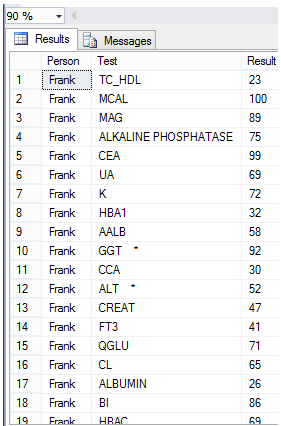 90 %
Results Messages
Person Test Result
1 Frank TC_HDL 23
2 Frank MCAL 100
3 Frank MAG 89
4 Frank ALKALINE PHOSPHATASE 75
5 Frank CEA 99
6 Frank UA 69
7 Frank K 72
8 Frank HBA1 32
9 Frank AALB 58
10 Frank GGT * 92
11 Frank CCA 30
12 Frank ALT * 52
13 Frank CREAT 47
14 Frank FT3 41
15 Frank QGLU 71
16 Frank CL 65
17 Frank ALBUMIN 26
18 Frank BI 86
19 Frank HBAC 69